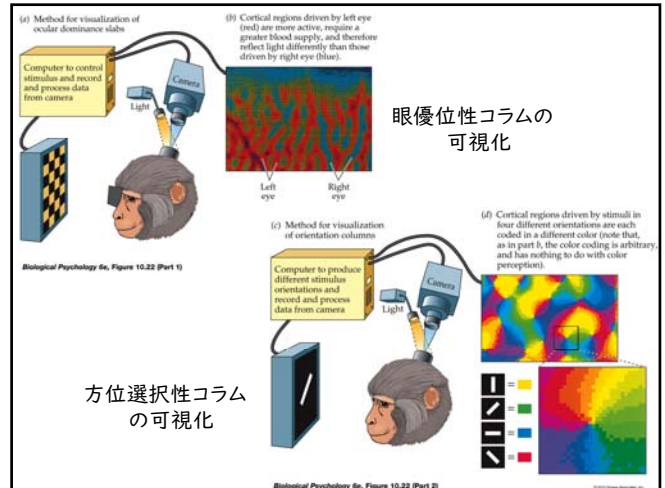 (a) Method for visualization of
ocular dominance slabs
Computer to control
stimulus and record
and process data
from camera
Camera
Light
(b) Cortical regions driven by left eye
(red) are more active, require a
greater blood supply, and therefore
reflect light differently than those
driven by right eye (blue).
Left
eye
Right
eye
眼優位性コラムの
可視化
Biological Psychology 6e, Figure 10.22 (Part 1)
(c) Method for visualization
of orientation columns
Computer to produce
different stimulus
orientations and
record and process
data from camera
Camera
Light
(d) Cortical regions driven by stimuli in
four different orientations are each
coded in a different color (note that,
as in part b, the color coding is arbitrary,
and has nothing to do with color
perception).
=
=
=
=
方位選択性コラム
の可視化
Biological Psychology 6e, Figure 10.22 (Part 2)